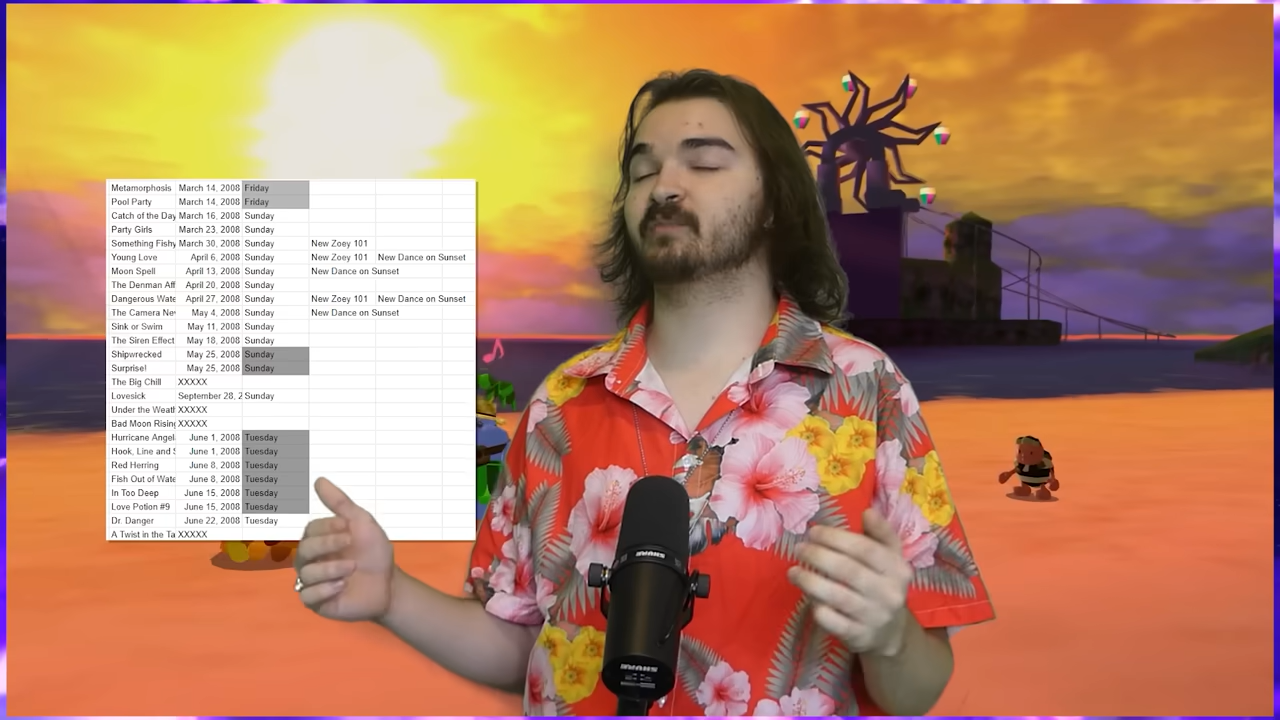 Metamorphosis March 14, 2008 Friday
Pool Party March 14, 2008 Friday
Catch of the Day March 16, 2008 Sunday
Party Girls March 23, 2008 Sunday
Something Fishy March 30, 2008 Sunday New Zoey 101
Young Love April 6, 2008 Sunday New Zoey 101 New Dance on Sunset
Moon Spell April 13, 2008 Sunday New Dance on Sunset
The Denman Aff April 20, 2008 Sunday
Dangerous Wate April 27, 2008 Sunday New Zoey 101 New Dance on Sunset
The Camera Nev May 4, 2008 Sunday New Dance on Sunset
Sink or Swim May 11, 2008 Sunday
The Siren Effect May 18, 2008 Sunday
Shipwrecked May 25, 2008 Sunday
Surprise! May 25, 2008 Sunday
The Big Chill XXXXX
Lovesick September 28, 2 Sunday
Under the Weath XXXXX
Bad Moon Rising XXXXX
Hurricane Angel June 1, 2008 Tuesday
Hook, Line and S June 1, 2008 Tuesday
Red Herring June 8, 2008 Tuesday
Fish Out of Wate June 8, 2008 Tuesday
In Too Deep June 15, 2008 Tuesday
Love Potion #9 June 15, 2008 Tuesday
Dr. Danger June 22, 2008 Tuesday
A Twist in the Ta XXXXX
SHURE
SHURE